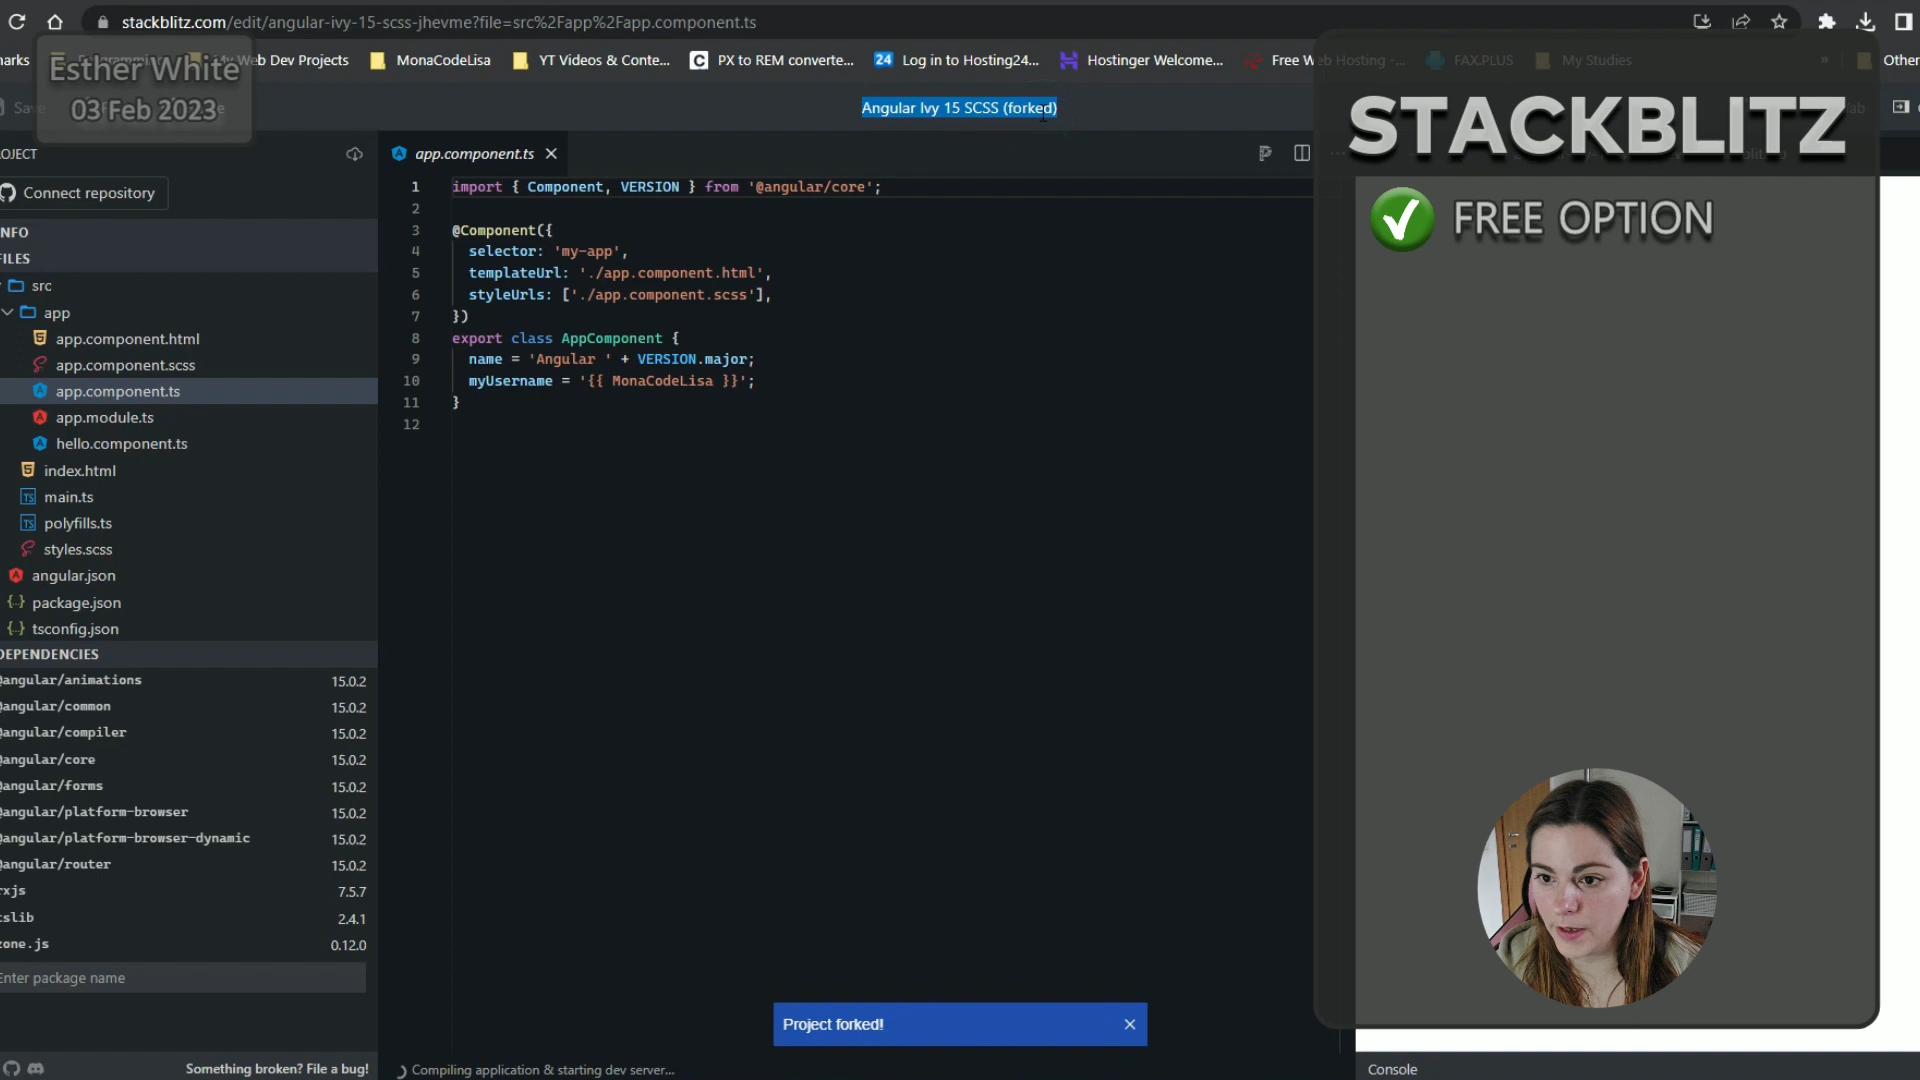 stackblitz.com/edit/angular-ivy-15-scss-jhevme?file=src%2Fapp%2Fapp.component.ts
My Web Dev Projects
MonaCodeLisa
YT Videos & Conte...
PX to REM converte...
24
Log in to Hosting24...
Hostinger Welcome...
Free Web Hosting -...
FAX.PLUS
My Studies
»
Other
Esther White
03 Feb 2023
Angular Ivy 15 SCSS (forked)
STACKBLITZ
FREE OPTION
Connect repository
src
app
app.component.html
app.component.scss
app.component.ts
app.module.ts
hello.component.ts
index.html
main.ts
polyfills.ts
styles.scss
angular.json
package.json
tsconfig.json
@angular/animations 15.0.2
@angular/common 15.0.2
@angular/compiler 15.0.2
@angular/core 15.0.2
@angular/forms 15.0.2
@angular/platform-browser 15.0.2
@angular/platform-browser-dynamic 15.0.2
@angular/router 15.0.2
rxjs 7.5.7
tslib 2.4.1
zone.js 0.12.0
Enter package name
Something broken? File a bug!
app.component.ts
1 import { Component, VERSION } from '@angular/core';
2
3 @Component({
4 selector: 'my-app',
5 templateUrl: './app.component.html',
6 styleUrls: ['./app.component.scss'],
7 })
8 export class AppComponent {
9 name = 'Angular ' + VERSION.major;
10 myUsername = '{{ MonaCodeLisa }}';
11 }
12
Project forked!
Compiling application & starting dev server...
Console